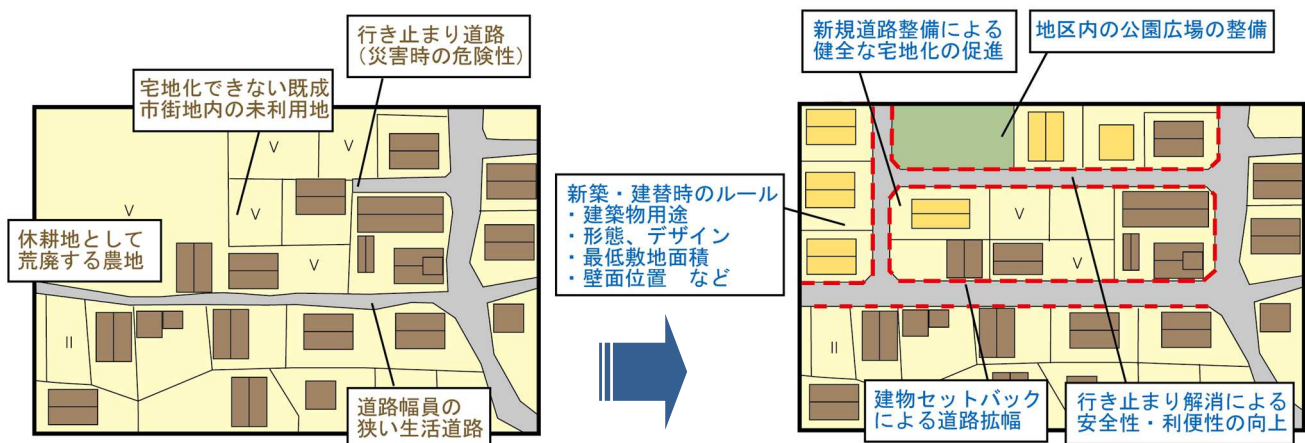 行き止まり道路
(災害時の危険性)
宅地化できない既成
市街地内の未利用地
休耕地として
荒廃する農地
道路幅員の
狭い生活道路
新規道路整備による
健全な宅地化の促進
地区内の公園広場の整備
新築・建替時のルール
・建築物用途
・形態、デザイン
・最低敷地面積
・壁面位置 など
建物セットバック
による道路拡幅
行き止まり解消による
安全性・利便性の向上